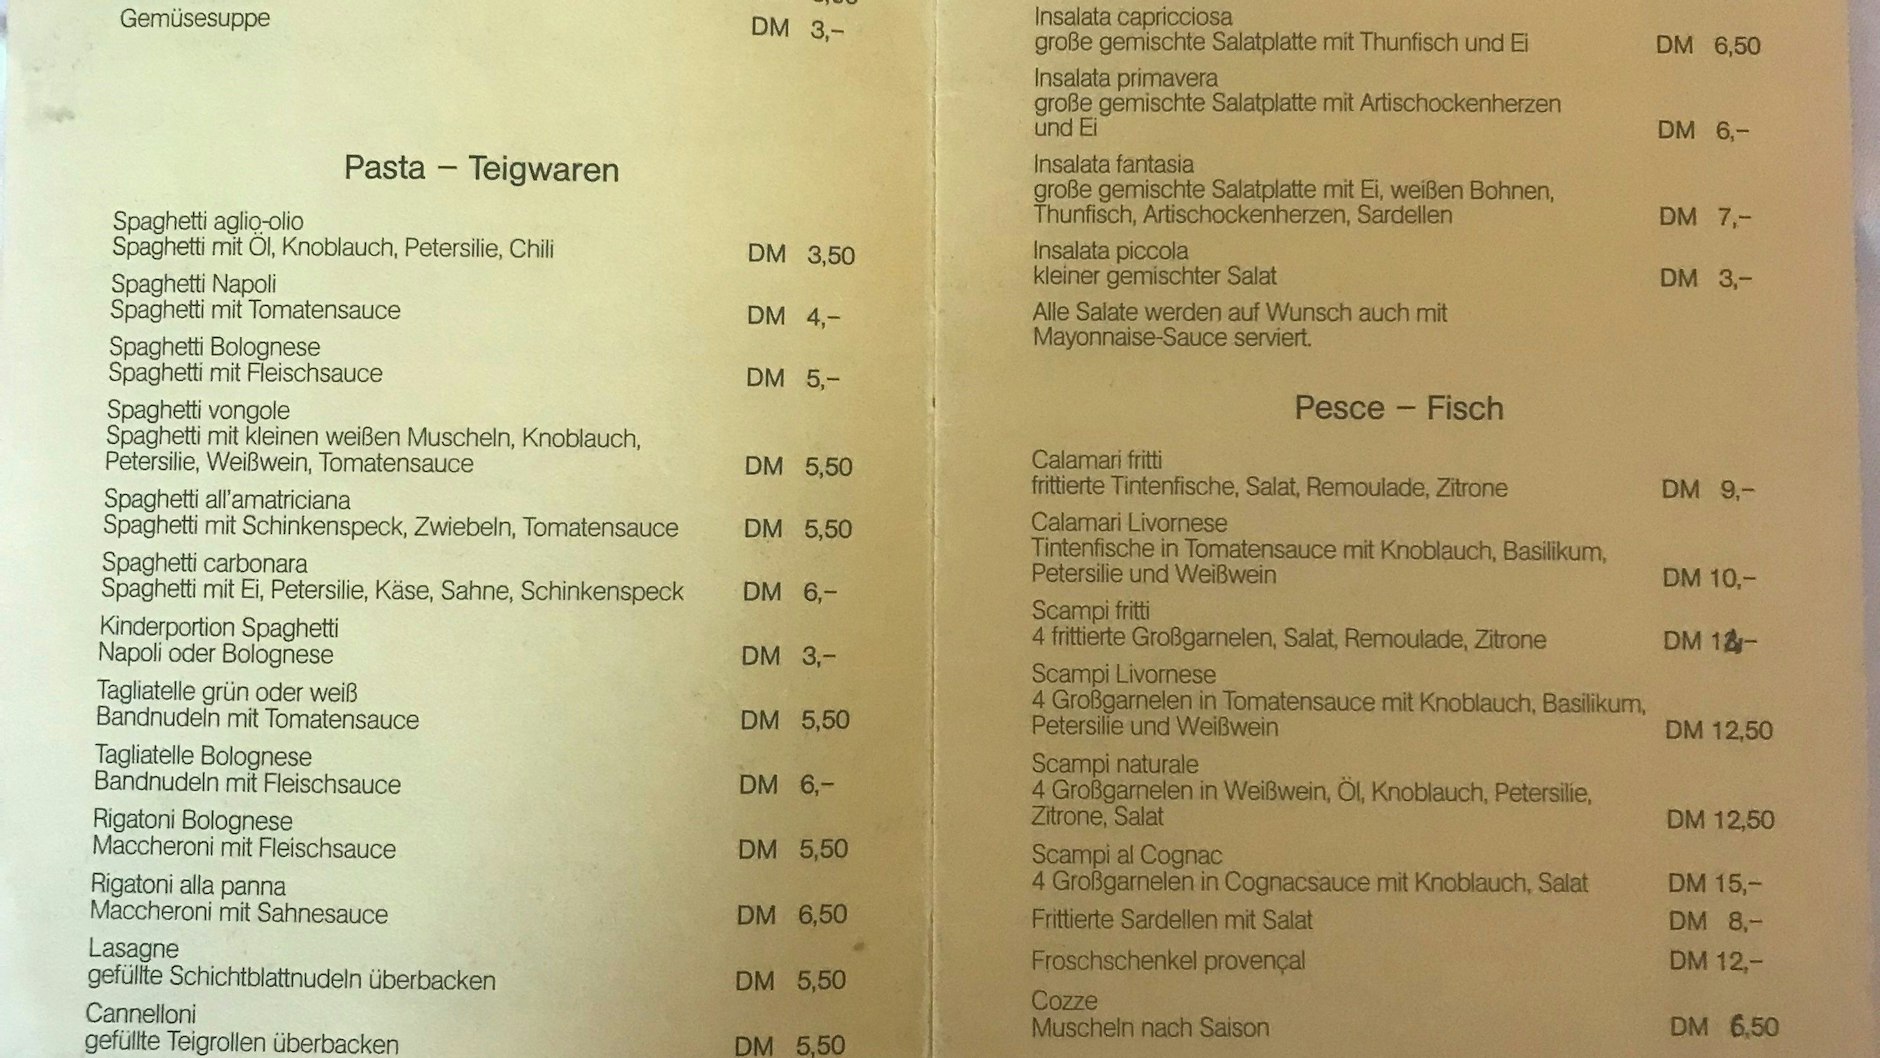 Gemüsesuppe DM 3,–
Pasta – Teigwaren
Spaghetti aglio-olio
Spaghetti mit Öl, Knoblauch, Petersilie, Chili DM 3,50
Spaghetti Napoli
Spaghetti mit Tomatensauce DM 4,–
Spaghetti Bolognese
Spaghetti mit Fleischsauce DM 5,–
Spaghetti vongole
Spaghetti mit kleinen weißen Muscheln, Knoblauch,
Petersilie, Weißwein, Tomatensauce DM 5,50
Spaghetti all'amatriciana
Spaghetti mit Schinkenspeck, Zwiebeln, Tomatensauce DM 5,50
Spaghetti carbonara
Spaghetti mit Ei, Petersilie, Käse, Sahne, Schinkenspeck DM 6,–
Kinderportion Spaghetti
Napoli oder Bolognese DM 3,–
Tagliatelle grün oder weiß
Bandnudeln mit Tomatensauce DM 5,50
Tagliatelle Bolognese
Bandnudeln mit Fleischsauce DM 6,–
Rigatoni Bolognese
Maccheroni mit Fleischsauce DM 5,50
Rigatoni alla panna
Maccheroni mit Sahnesauce DM 6,50
Lasagne
gefüllte Schichtblattnudeln überbacken DM 5,50
Cannelloni
gefüllte Teigrollen überbacken DM 5,50
Insalata capricciosa
große gemischte Salatplatte mit Thunfisch und Ei DM 6,50
Insalata primavera
große gemischte Salatplatte mit Artischockenherzen
und Ei DM 6,–
Insalata fantasia
große gemischte Salatplatte mit Ei, weißen Bohnen,
Thunfisch, Artischockenherzen, Sardellen DM 7,–
Insalata piccola
kleiner gemischter Salat DM 3,–
Alle Salate werden auf Wunsch auch mit
Mayonnaise-Sauce serviert.
Pesce – Fisch
Calamari fritti
frittierte Tintenfische, Salat, Remoulade, Zitrone DM 9,–
Calamari Livornese
Tintenfische in Tomatensauce mit Knoblauch, Basilikum,
Petersilie und Weißwein DM 10,–
Scampi fritti
4 frittierte Großgarnelen, Salat, Remoulade, Zitrone DM
Scampi Livornese
4 Großgarnelen in Tomatensauce mit Knoblauch, Basilikum,
Petersilie und Weißwein DM 12,50
Scampi naturale
4 Großgarnelen in Weißwein, Öl, Knoblauch, Petersilie,
Zitrone, Salat DM 12,50
Scampi al Cognac
4 Großgarnelen in Cognacsauce mit Knoblauch, Salat DM 15,–
Frittierte Sardellen mit Salat DM 8,–
Froschschenkel provençal DM 12,–
Cozze
Muscheln nach Saison DM 6,50